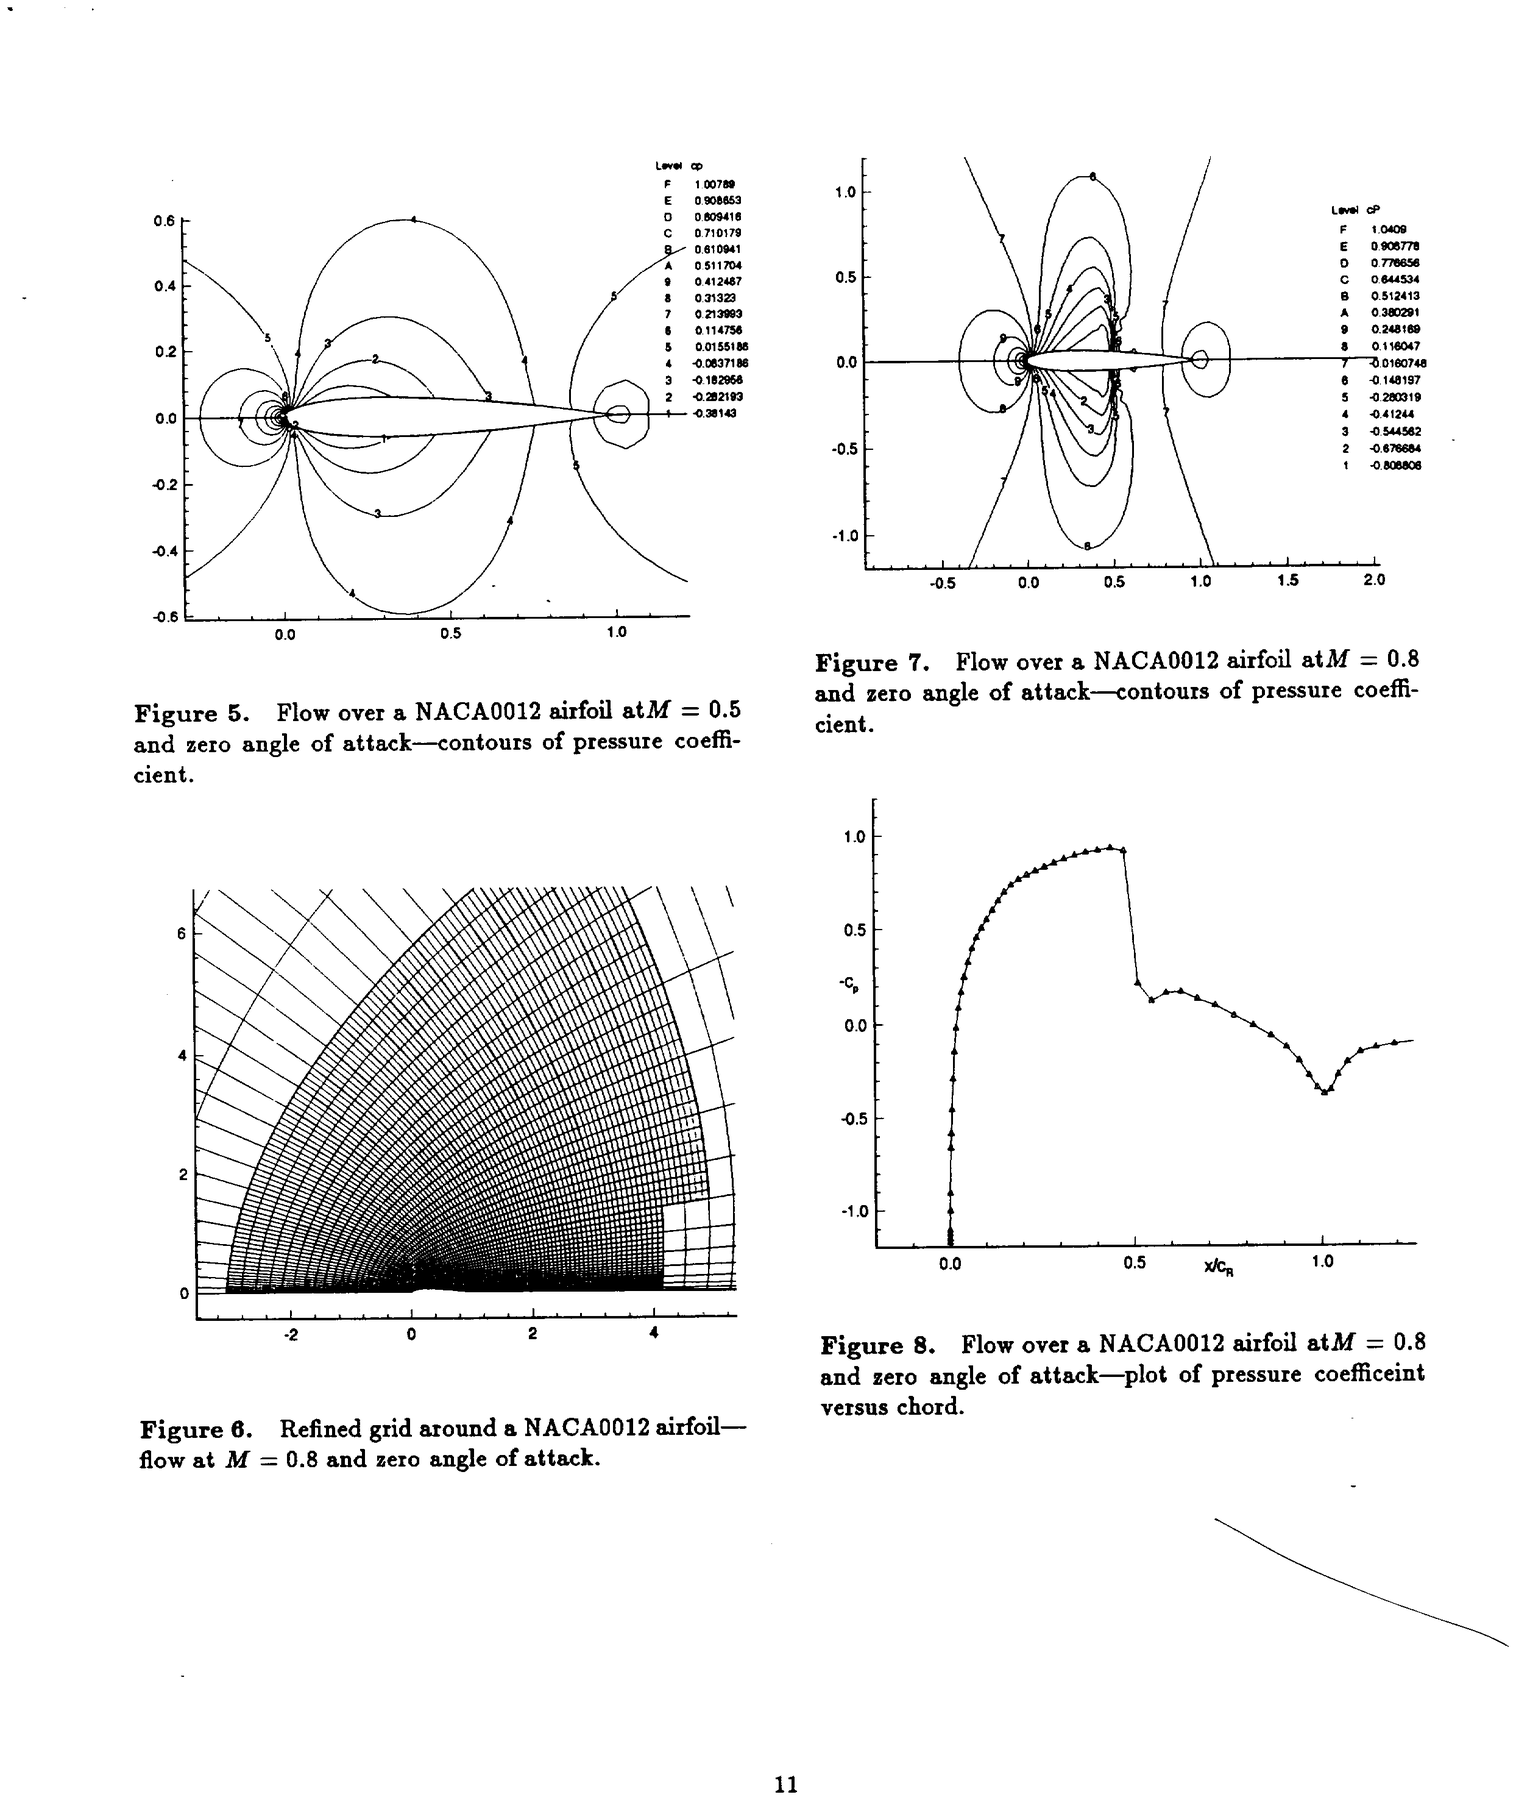 Level cp
F 1.00789
E 0.908653
D 0.809416
C 0.710179
B 0.610941
A 0.511704
9 0.412467
8 0.31323
7 0.213993
6 0.114756
5 0.0155186
4 -0.0837186
3 -0.182956
2 -0.282193
1 -0.38143
0.6
0.4
0.2
0.0
-0.2
-0.4
-0.6
0.0 0.5 1.0
Figure 5. Flow over a NACA0012 airfoil at M = 0.5
and zero angle of attack—contours of pressure coeffi-
cient.
6
4
2
0
-2 0 2 4
Figure 6. Refined grid around a NACA0012 airfoil—
flow at M = 0.8 and zero angle of attack.
Level cP
F 1.0409
E 0.908778
D 0.776656
C 0.644534
B 0.512413
A 0.380291
9 0.248169
8 0.116047
7 -0.0160748
6 -0.148197
5 -0.280319
4 -0.41244
3 -0.544562
2 -0.676684
1 -0.808806
1.0
0.5
0.0
-0.5
-1.0
-0.5 0.0 0.5 1.0 1.5 2.0
Figure 7. Flow over a NACA0012 airfoil at M = 0.8
and zero angle of attack—contours of pressure coeffi-
cient.
1.0
0.5
-Cp
0.0
-0.5
-1.0
0.0 0.5 x/CR 1.0
Figure 8. Flow over a NACA0012 airfoil at M = 0.8
and zero angle of attack—plot of pressure coefficeint
versus chord.
11